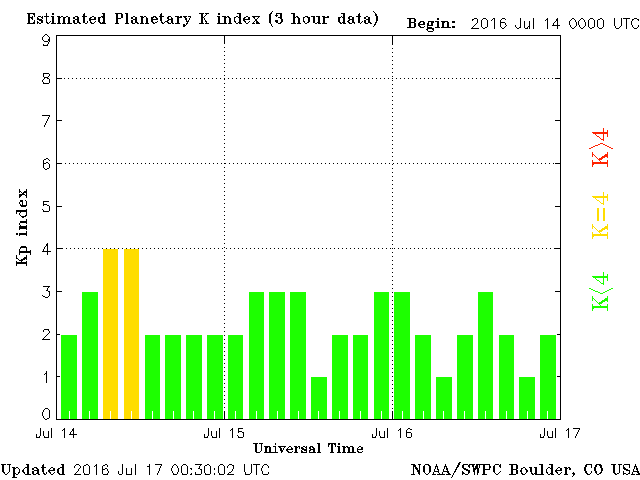 Estimated Planetary K index (3 hour data)
Begin: 2016 Jul 14 0000 UTC
9
8
7
6
5
4
3
2
1
0
Kp index
Jul 14
Jul 15
Jul 16
Jul 17
Universal Time
K>4
K=4
K<4
Updated 2016 Jul 17 00:30:02 UTC
NOAA/SWPC Boulder, CO USA